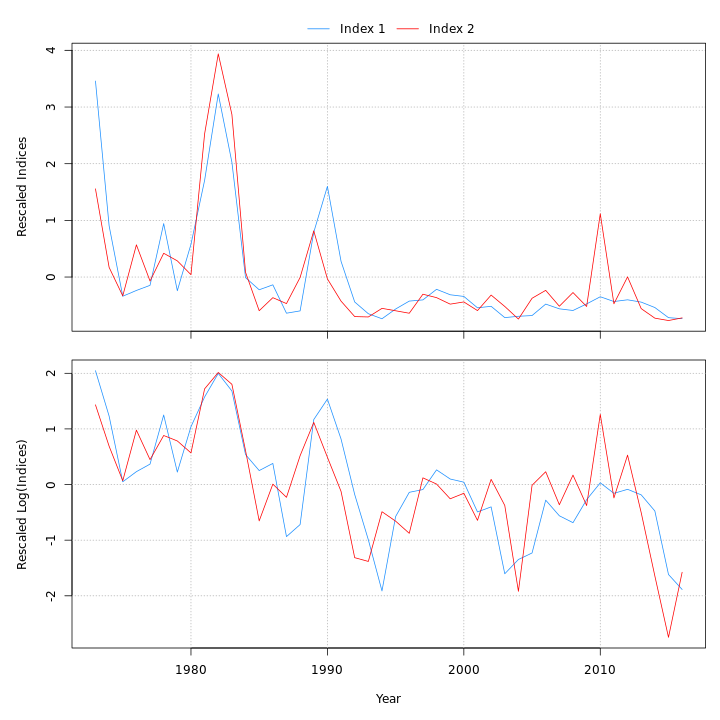 Index 1 Index 2
Rescaled Indices
4
3
2
1
0
Rescaled Log(Indices)
2
1
0
-1
-2
1980 1990 2000 2010
Year